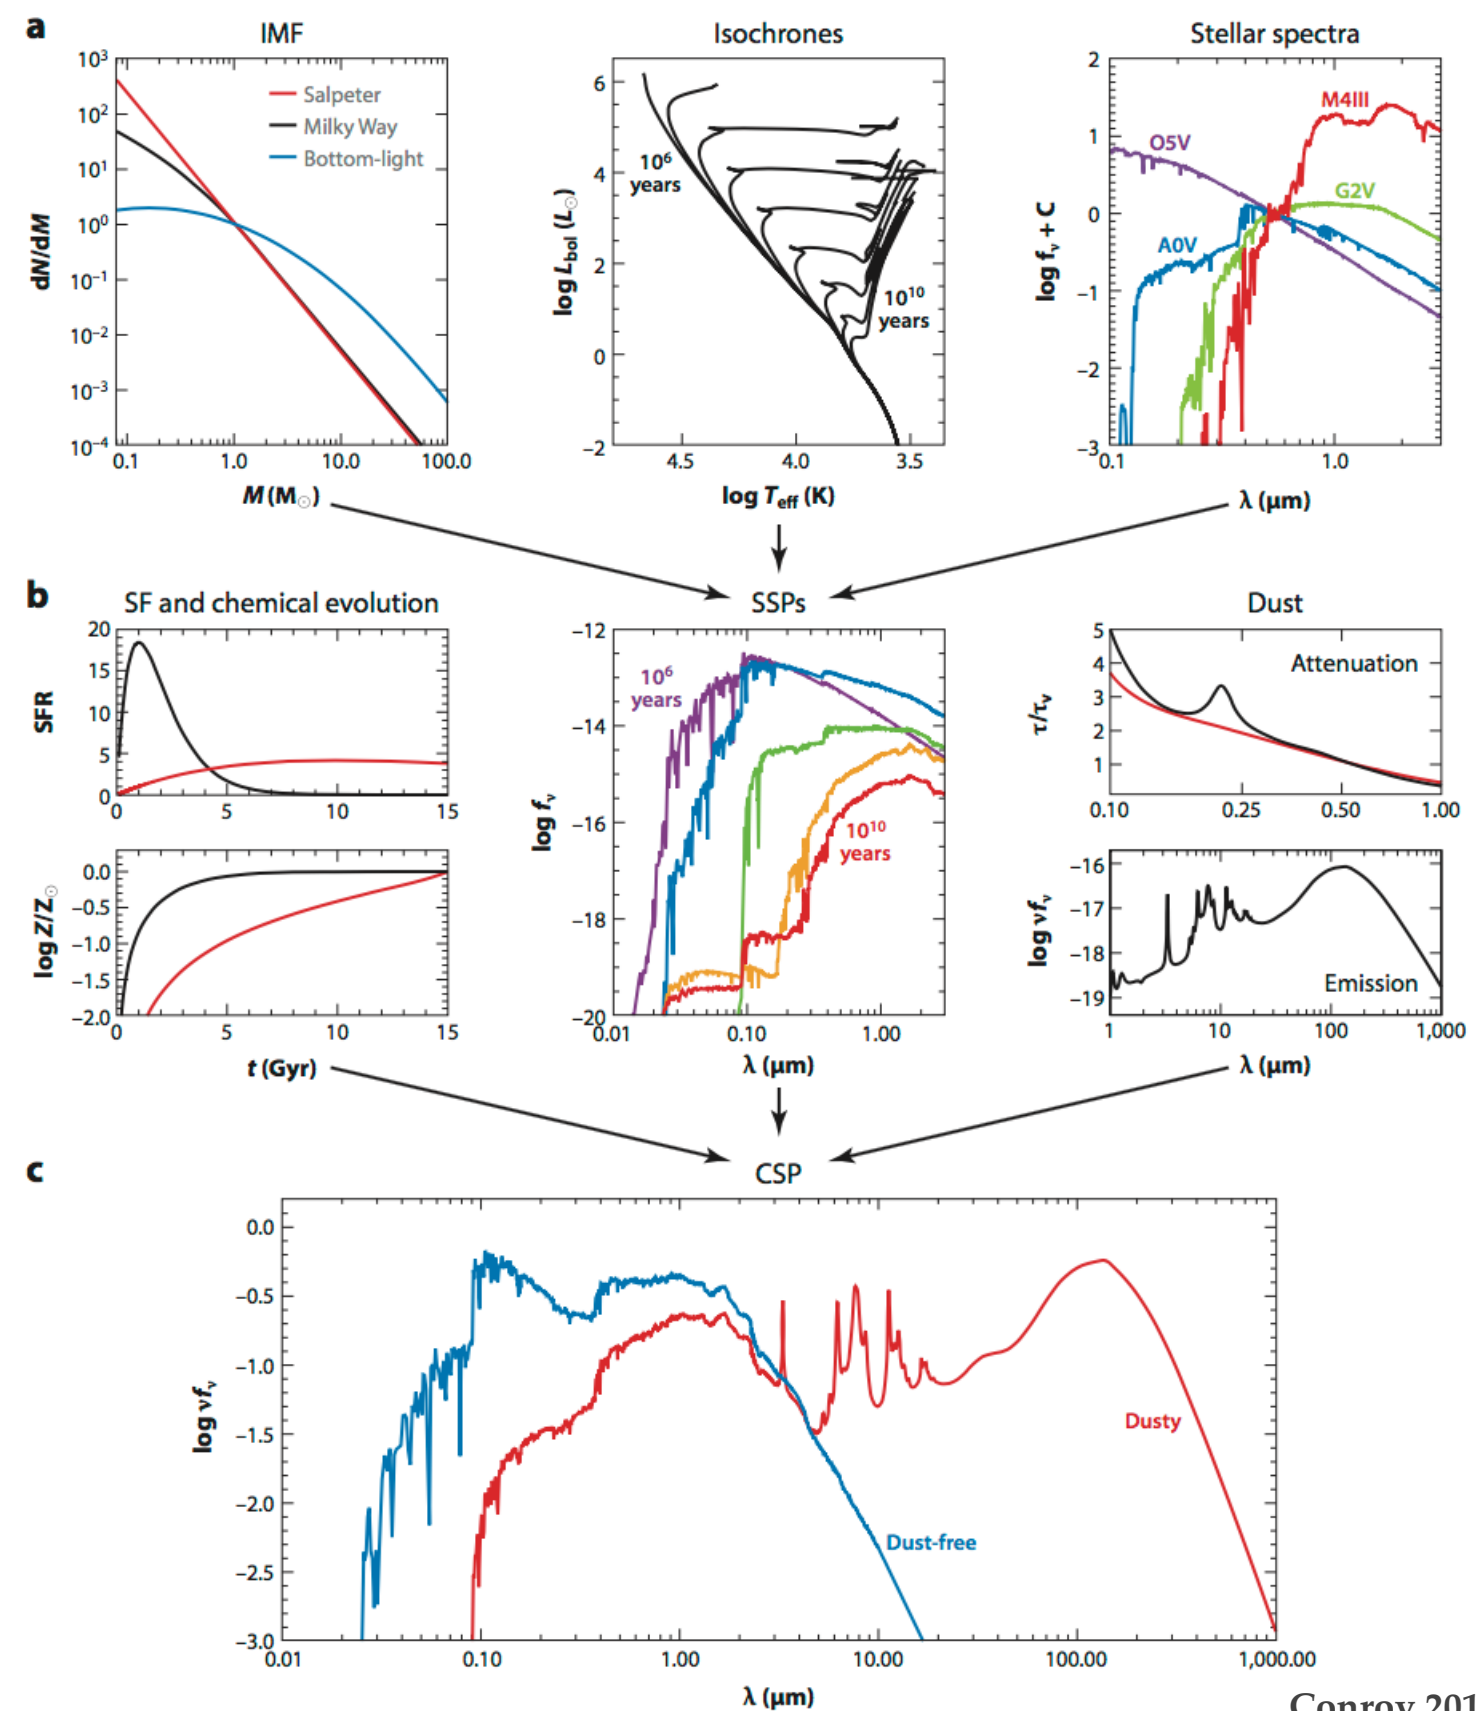 a
IMF
10³
10²
10¹
10⁰
10⁻¹
10⁻²
10⁻³
10⁻⁴
dN/dM
Salpeter
Milky Way
Bottom-light
0.1 1.0 10.0 100.0
M (M☉)
Isochrones
6
4
2
0
−2
log L_bol (L☉)
10⁶
years
10¹⁰
years
4.5 4.0 3.5
log T_eff (K)
Stellar spectra
2
1
0
−1
−2
−3
log f_ν + C
M4III
O5V
G2V
A0V
0.1 1.0
λ (μm)
b
SF and chemical evolution
20
15
10
5
0
SFR
0 5 10 15
0.0
−0.5
−1.0
−1.5
−2.0
log Z/Z☉
0 5 10 15
t (Gyr)
SSPs
−12
−14
−16
−18
−20
log f_ν
10⁶
years
10¹⁰
years
0.01 0.10 1.00
λ (μm)
Dust
5
4
3
2
1
τ/τ_v
Attenuation
0.10 0.25 0.50 1.00
−16
−17
−18
−19
log νf_ν
Emission
1 10 100 1,000
λ (μm)
c
CSP
0.0
−0.5
−1.0
−1.5
−2.0
−2.5
−3.0
log νf_ν
Dusty
Dust-free
0.01 0.10 1.00 10.00 100.00 1,000.00
λ (μm)
Conroy 201